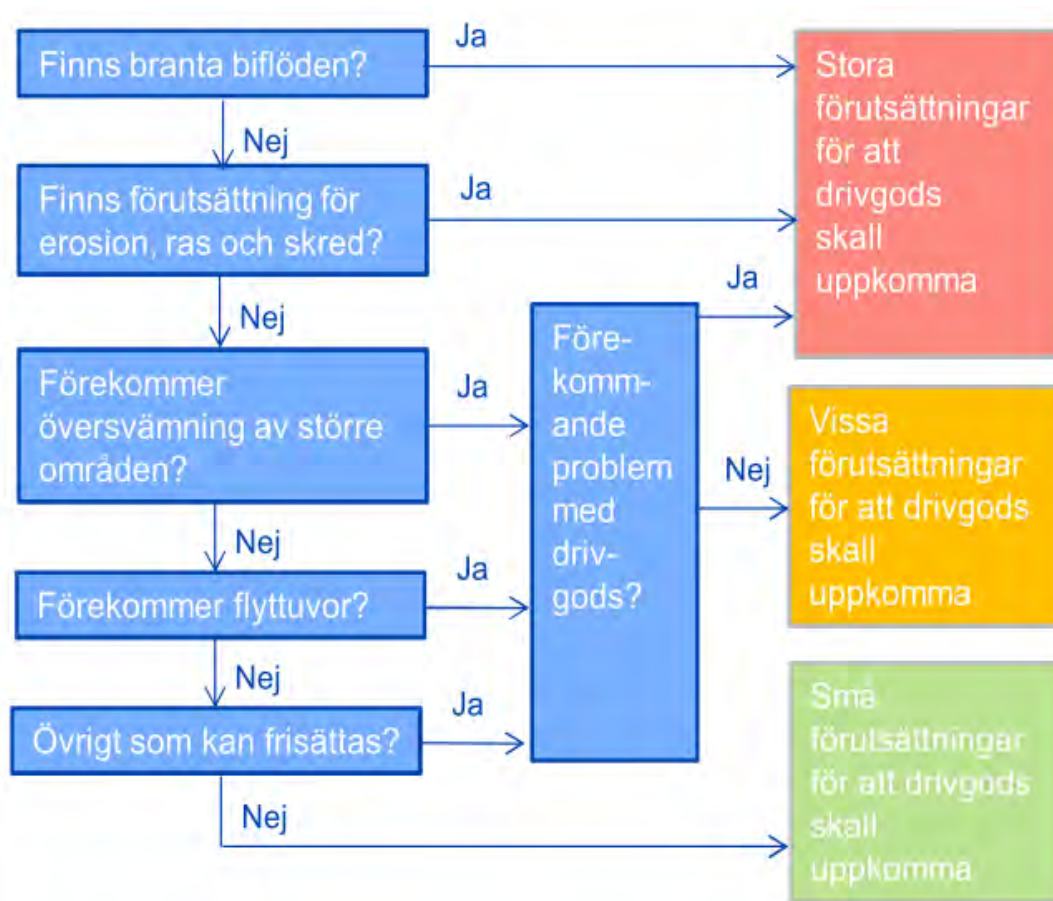 Finns branta biflöden?
Ja
Nej
Finns förutsättning för
erosion, ras och skred?
Ja
Nej
Förekommer
översvämning av större
områden?
Ja
Nej
Förekommer flyttuvor?
Ja
Nej
Övrigt som kan frisättas?
Ja
Nej
Före-
komm-
ande
problem
med
driv-
gods?
Ja
Nej
Stora
förutsättningar
för att
drivgods
skall
uppkomma
Vissa
förutsättningar
för att drivgods
skall
uppkomma
Små
förutsättningar
för att drivgods
skall
uppkomma